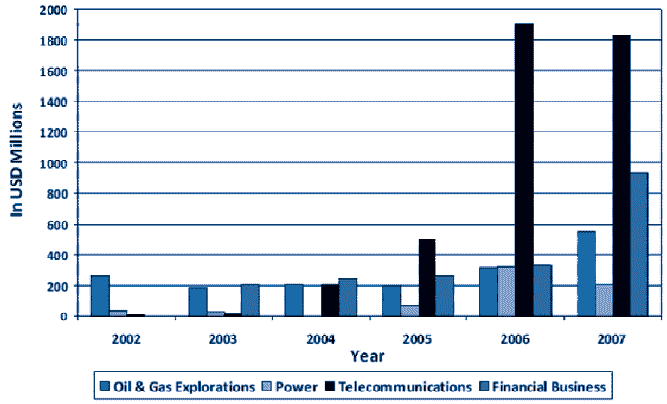 2000
1800
1600
1400
1200
1000
800
600
400
200
0
In USD Millions
2002 2003 2004 2005 2006 2007
Year
Oil & Gas Explorations Power Telecommunications Financial Business